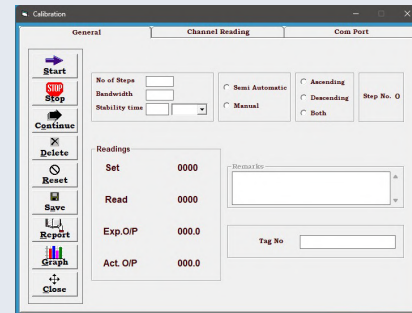 Calibration
General
Channel Reading
Com Port
Start
STOP
Stop
Continue
Delete
Reset
Save
Report
Graph
Close
No of Steps
Bandwidth
Stability time
Semi Automatic
Manual
Ascending
Descending
Both
Step No. 0
Readings
Set 0000
Read 0000
Exp.O/P 000.0
Act. O/P 000.0
Remarks
Tag No